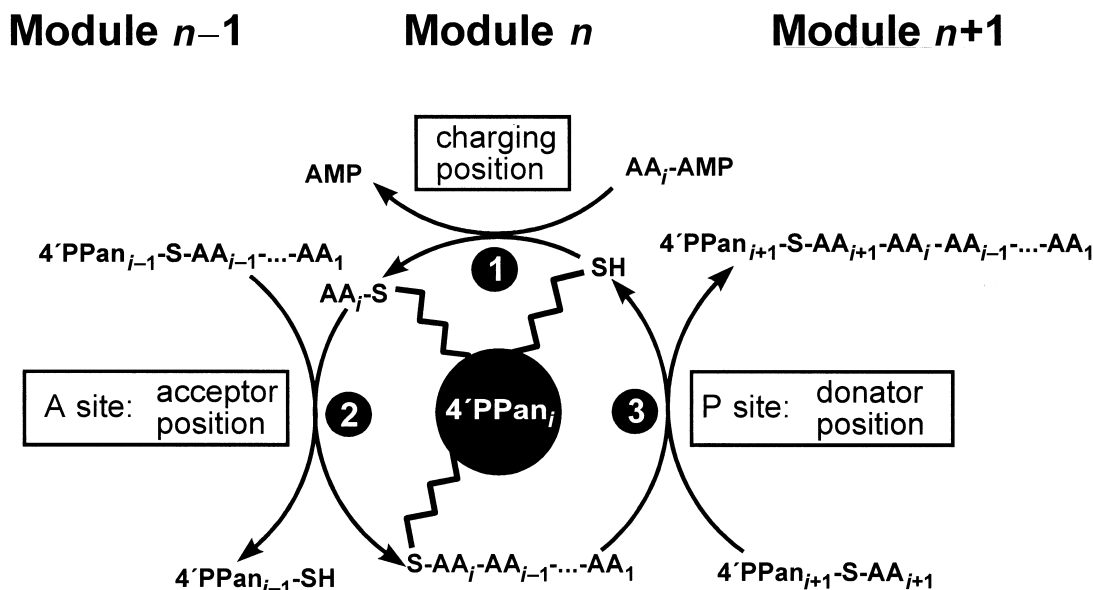 Module n–1 Module n Module n+1
charging
position
AMP
AAi-AMP
4´PPani–1-S-AAi–1-...-AA1
4´PPani+1-S-AAi+1-AAi-AAi–1-...-AA1
1
SH
AAi-S
A site: acceptor
position
2
4´PPani
3
P site: donator
position
4´PPani–1-SH
S-AAi-AAi–1-...-AA1
4´PPani+1-S-AAi+1